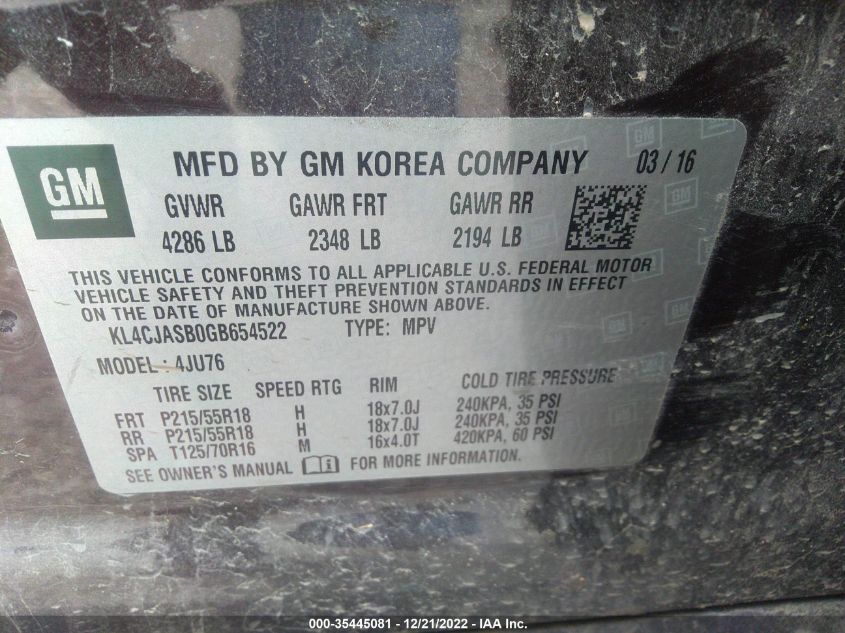 GM
MFD BY GM KOREA COMPANY 03 / 16
GVWR GAWR FRT GAWR RR
4286 LB 2348 LB 2194 LB
THIS VEHICLE CONFORMS TO ALL APPLICABLE U.S. FEDERAL MOTOR
VEHICLE SAFETY AND THEFT PREVENTION STANDARDS IN EFFECT
ON THE DATE OF MANUFACTURE SHOWN ABOVE.
KL4CJASB0GB654522 TYPE: MPV
MODEL : 4JU76
TIRE SIZE SPEED RTG RIM COLD TIRE PRESSURE
FRT P215/55R18 H 18x7.0J 240KPA, 35 PSI
RR P215/55R18 H 18x7.0J 240KPA, 35 PSI
SPA T125/70R16 M 16x4.0T 420KPA, 60 PSI
SEE OWNER'S MANUAL FOR MORE INFORMATION.
000-35445081 - 12/21/2022 - IAA Inc.